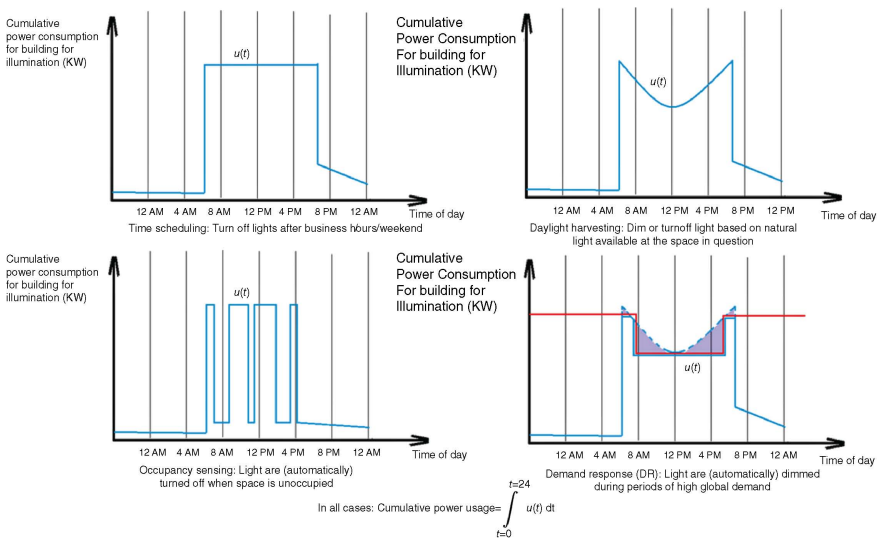 Cumulative
power consumption
for building for
illumination (KW)
u(t)
12 AM 4 AM 8 AM 12 PM 4 PM 8 PM 12 AM
Time of day
Time scheduling: Turn off lights after business hours/weekend
Cumulative
Power Consumption
For building for
Illumination (KW)
u(t)
12 AM 4 AM 8 AM 12 PM 4 PM 8 PM 12 PM
Time of day
Daylight harvesting: Dim or turnoff light based on natural
light available at the space in question
Cumulative
power consumption
for building for
illumination (KW)
u(t)
12 AM 4 AM 8 AM 12 PM 4 PM 8 PM 12 AM
Time of day
Occupancy sensing: Light are (automatically)
turned off when space is unoccupied
Cumulative
Power Consumption
For building for
Illumination (KW)
u(t)
12 AM 4 AM 8 AM 12 PM 4 PM 8 PM 12 AM
Time of day
Demand response (DR): Light are (automatically) dimmed
during periods of high global demand
t=24
In all cases: Cumulative power usage= ∫ u(t) dt
t=0